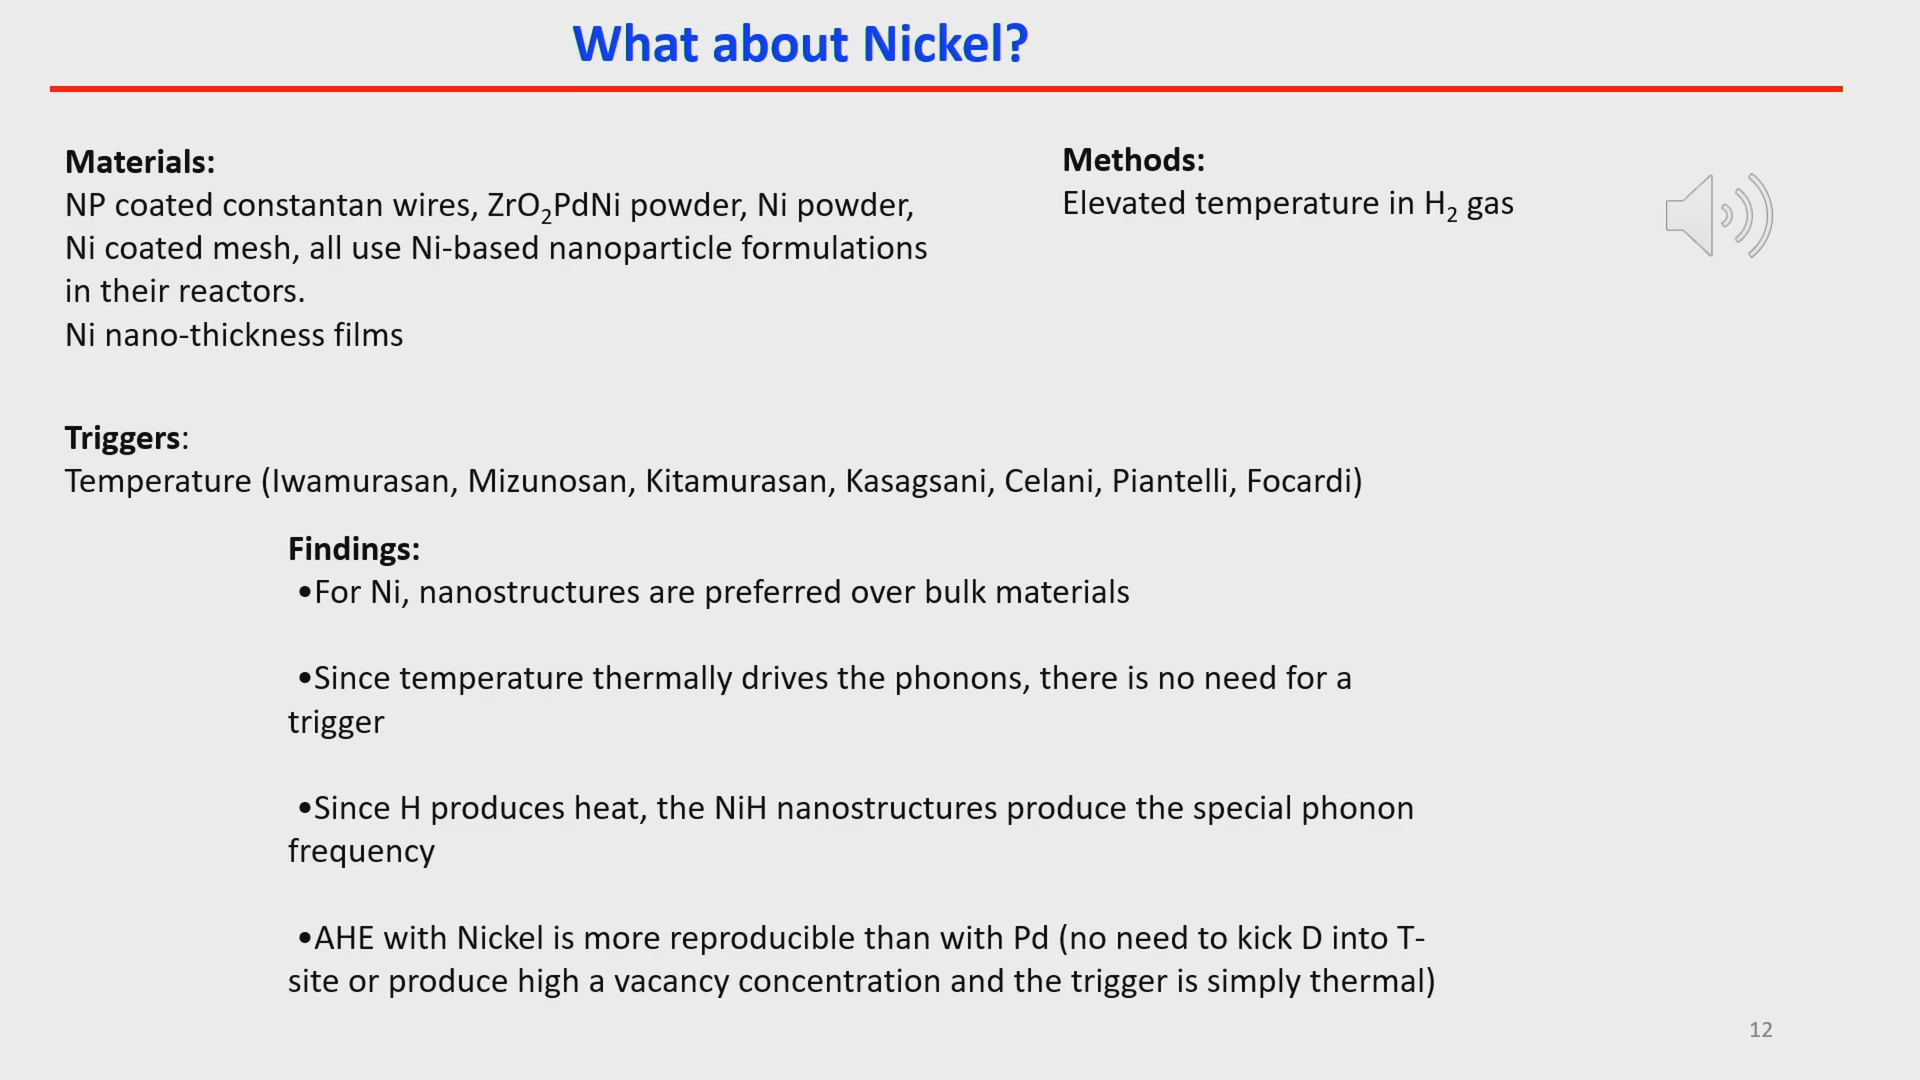 What about Nickel?
Materials:
NP coated constantan wires, ZrO₂PdNi powder, Ni powder,
Ni coated mesh, all use Ni-based nanoparticle formulations
in their reactors.
Ni nano-thickness films
Methods:
Elevated temperature in H₂ gas
Triggers:
Temperature (Iwamurasan, Mizunosan, Kitamurasan, Kasagsani, Celani, Piantelli, Focardi)
Findings:
•For Ni, nanostructures are preferred over bulk materials
•Since temperature thermally drives the phonons, there is no need for a
trigger
•Since H produces heat, the NiH nanostructures produce the special phonon
frequency
•AHE with Nickel is more reproducible than with Pd (no need to kick D into T-
site or produce high a vacancy concentration and the trigger is simply thermal)
12